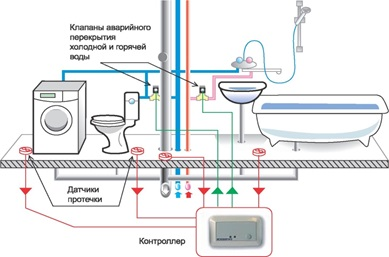 Клапаны аварийного
перекрытия
холодной и горячей
воды
Датчики
протечки
Контроллер